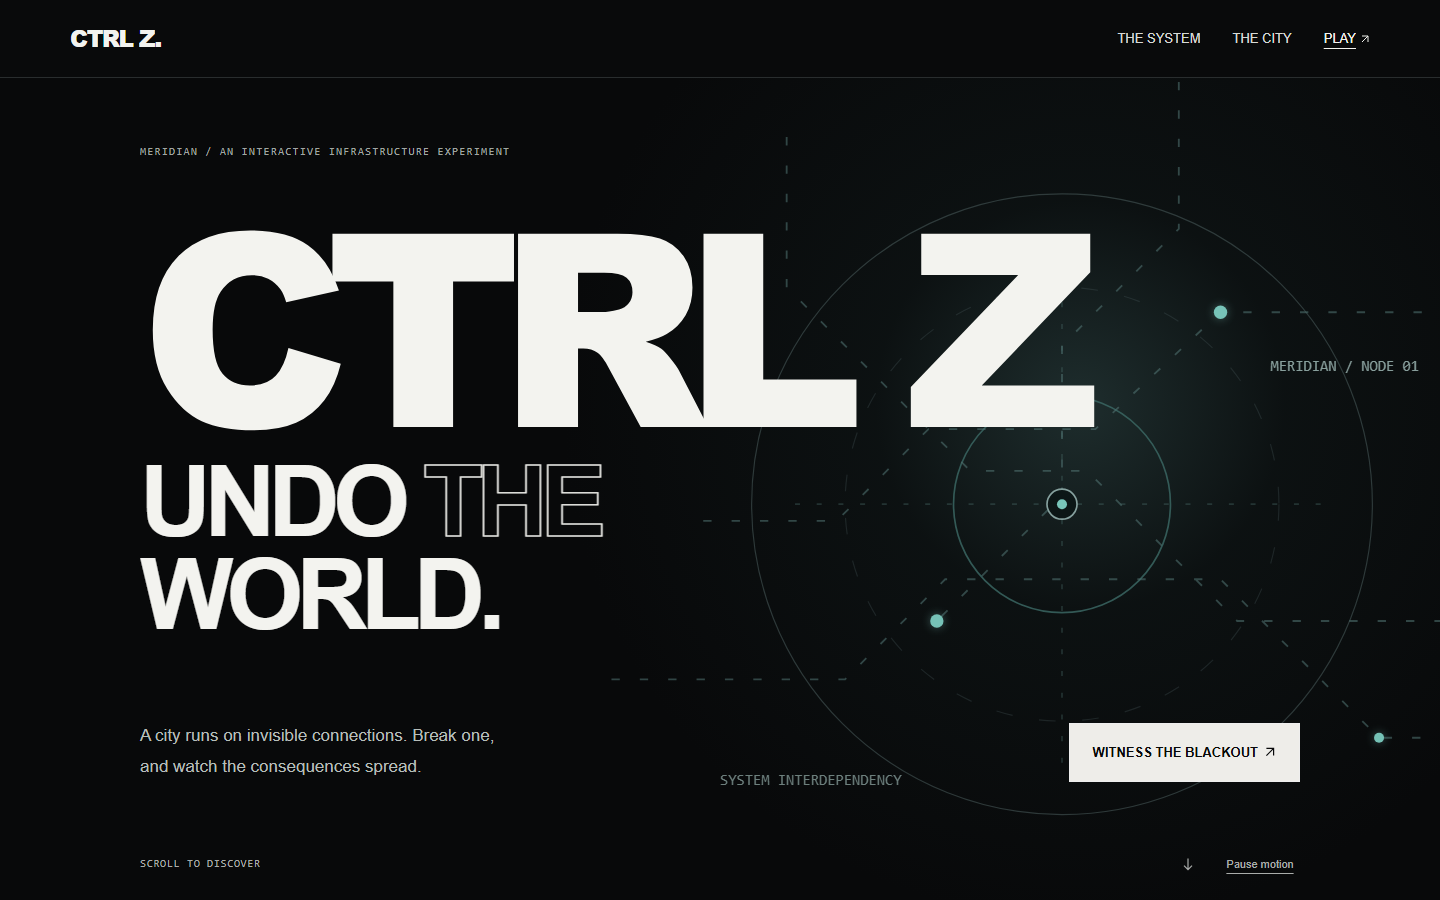 CTRL Z.
THE SYSTEM
THE CITY
PLAY
MERIDIAN / AN INTERACTIVE INFRASTRUCTURE EXPERIMENT
CTRL Z
MERIDIAN / NODE 01
UNDO THE
WORLD.
A city runs on invisible connections. Break one,
and watch the consequences spread.
WITNESS THE BLACKOUT
SYSTEM INTERDEPENDENCY
SCROLL TO DISCOVER
Pause motion